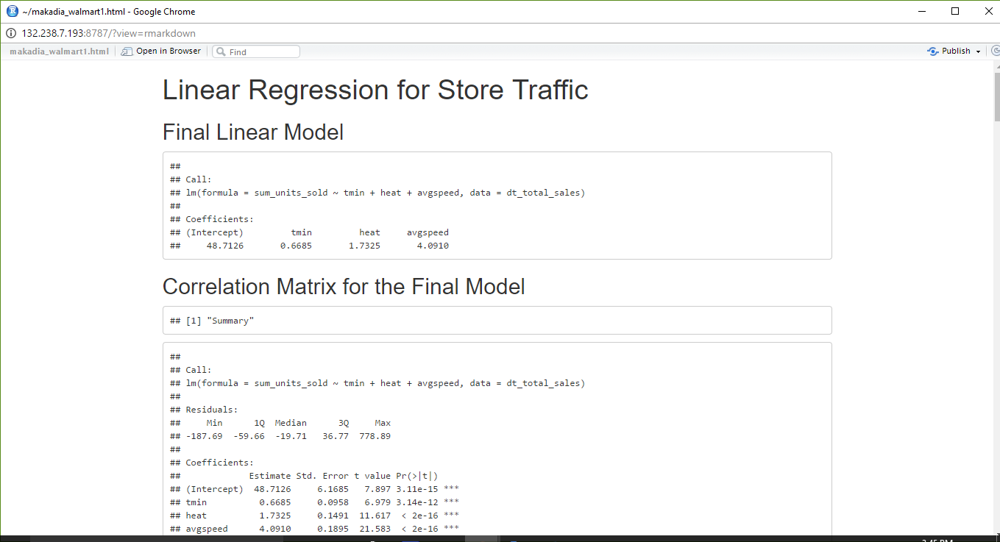 ~/makadia_walmart1.html - Google Chrome
132.238.7.193:8787/?view=rmarkdown
makadia_walmart1.html Open in Browser Find Publish
Linear Regression for Store Traffic
Final Linear Model
##
## Call:
## lm(formula = sum_units_sold ~ tmin + heat + avgspeed, data = dt_total_sales)
##
## Coefficients:
## (Intercept)         tmin         heat     avgspeed
##     48.7126       0.6685       1.7325       4.0910
Correlation Matrix for the Final Model
## [1] "Summary"
##
## Call:
## lm(formula = sum_units_sold ~ tmin + heat + avgspeed, data = dt_total_sales)
##
## Residuals:
##     Min      1Q  Median      3Q     Max
## -187.69  -59.66  -19.71   36.77  778.89
##
## Coefficients:
##             Estimate Std. Error t value Pr(>|t|)
## (Intercept)  48.7126     6.1685   7.897 3.11e-15 ***
## tmin          0.6685     0.0958   6.979 3.14e-12 ***
## heat          1.7325     0.1491  11.617  < 2e-16 ***
## avgspeed      4.0910     0.1895  21.583  < 2e-16 ***